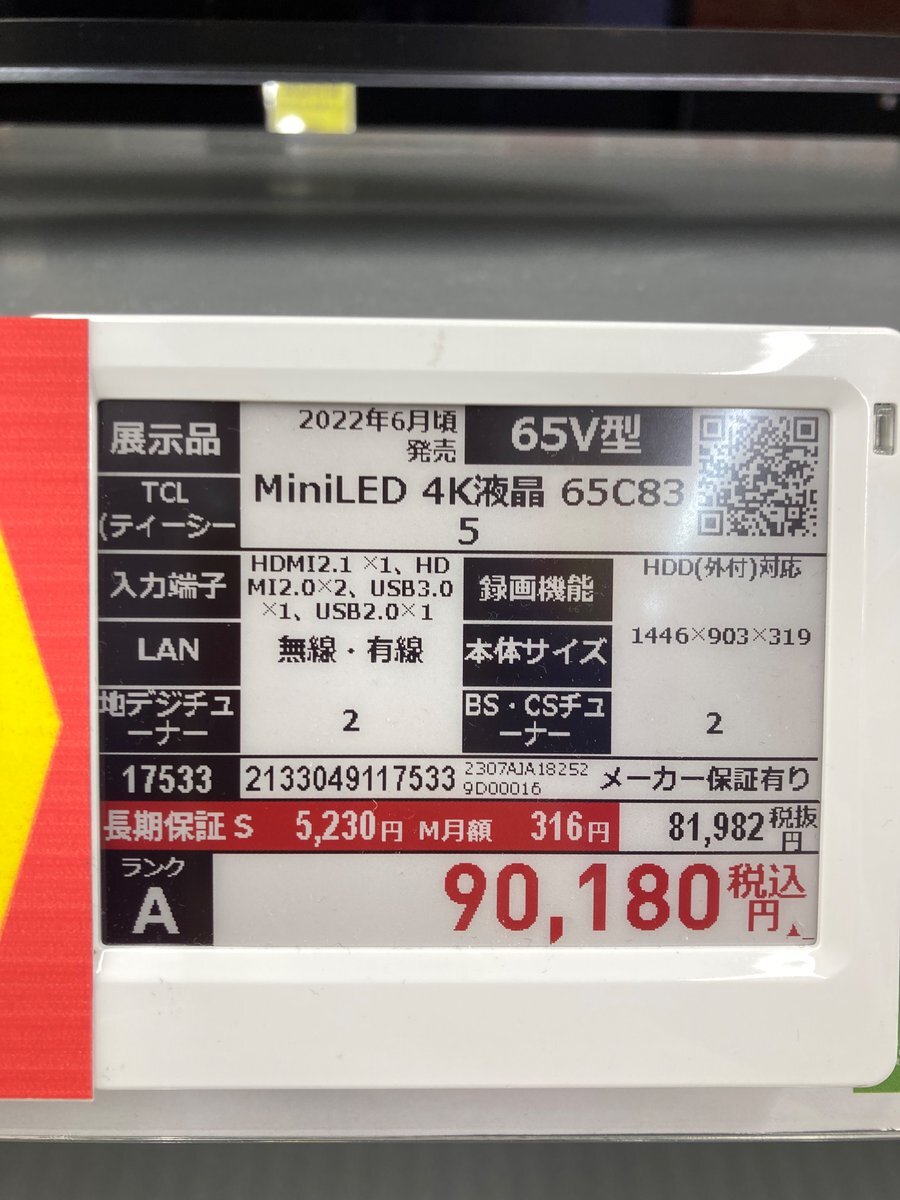 展示品
2022年6月頃
発売
65V型
TCL
(ティーシー
MiniLED 4K液晶 65C83
5
入力端子
HDMI2.1 ×1、HD
MI2.0×2、USB3.0
×1、USB2.0×1
録画機能
HDD(外付)対応
LAN
無線・有線
本体サイズ
1446×903×319
地デジチュ
ーナー
2
BS・CSチュ
ーナー
2
17533
2133049117533
2307AJA18252
9D00016
メーカー保証有り
長期保証 S 5,230円 M月額 316円
81,982税抜
円
ランク
A
90,180税込
円